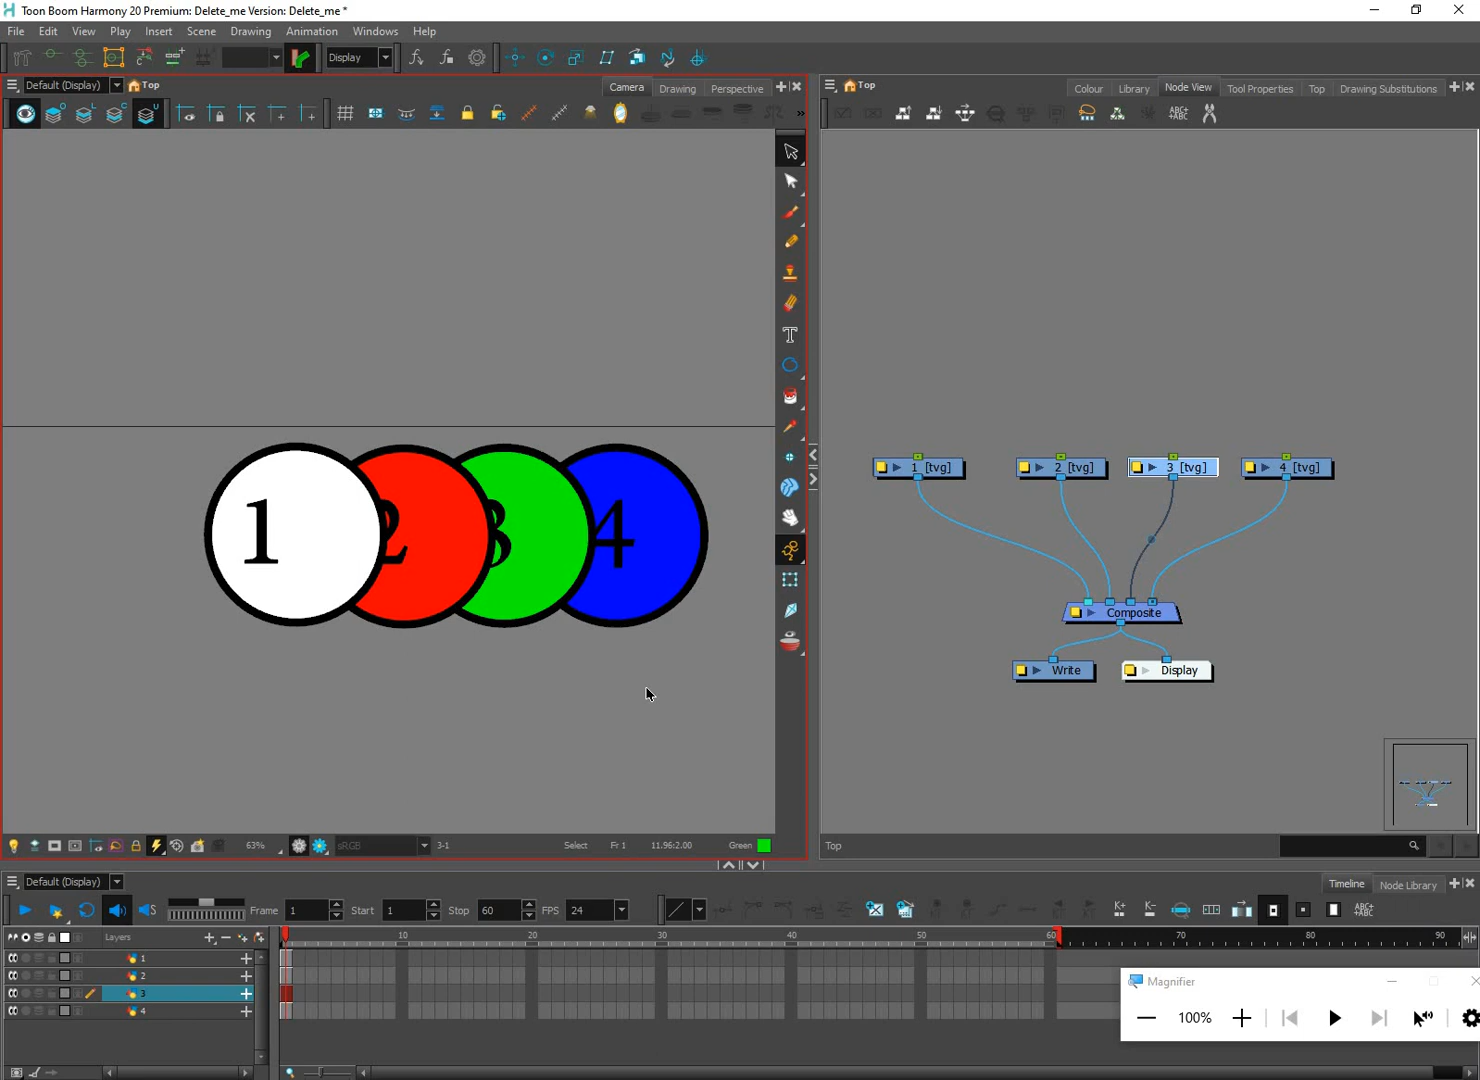 Toon Boom Harmony 20 Premium: Delete_me Version: Delete_me *
File Edit View Play Insert Scene Drawing Animation Windows Help
Display
Default (Display) Top Camera Drawing Perspective
Top Colour Library Node View Tool Properties Top Drawing Substitutions
O L C U
ABC+
+ABC
T
1 2 3 4
1 [tvg] 2 [tvg] 3 [tvg] 4 [tvg]
Composite
Write Display
63% sRGB 3-1 Select Fr 1 11.96:2.00 Green
Top
Default (Display) Timeline Node Library
S Frame 1 Start 1 Stop 60 FPS 24 K+ K- ABC+
Layers 10 20 30 40 50 60 70 80 90
1
2
3
4
Magnifier
100%